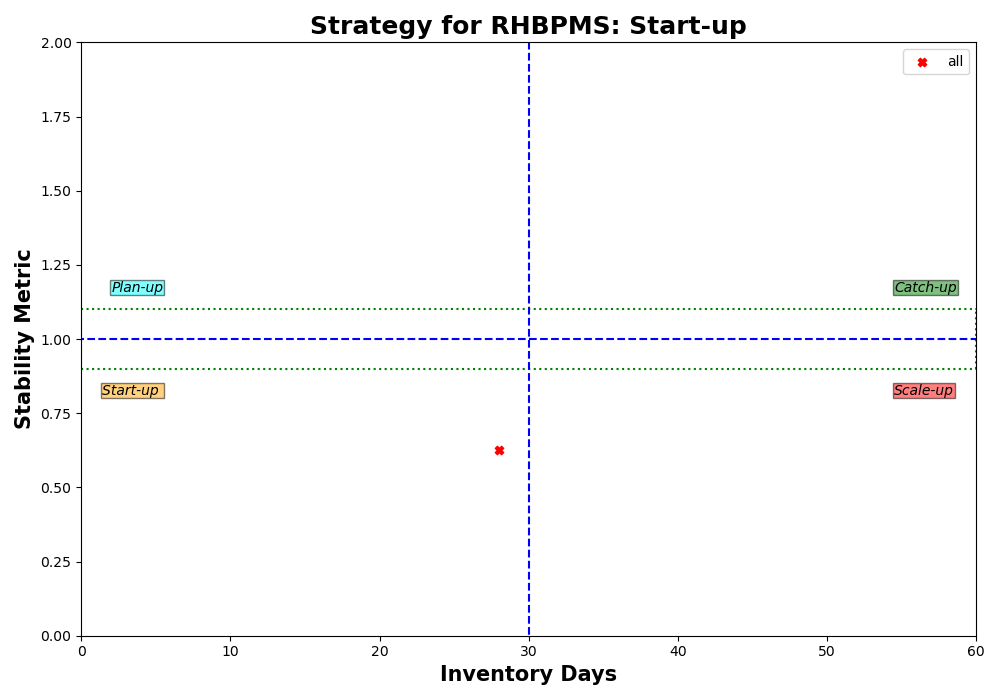 Strategy for RHBPMS: Start-up
all
2.00
1.75
1.50
1.25
1.00
0.75
0.50
0.25
0.00
Stability Metric
Plan-up
Catch-up
Start-up
Scale-up
0
10
20
30
40
50
60
Inventory Days